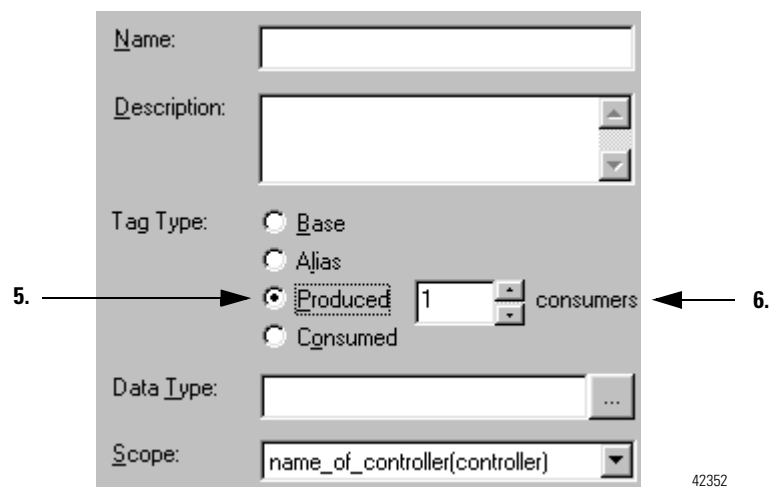 Name:
Description:
Tag Type:
Base
Alias
5.
Produced
1
consumers
6.
Consumed
Data Type:
...
Scope:
name_of_controller(controller)
42352